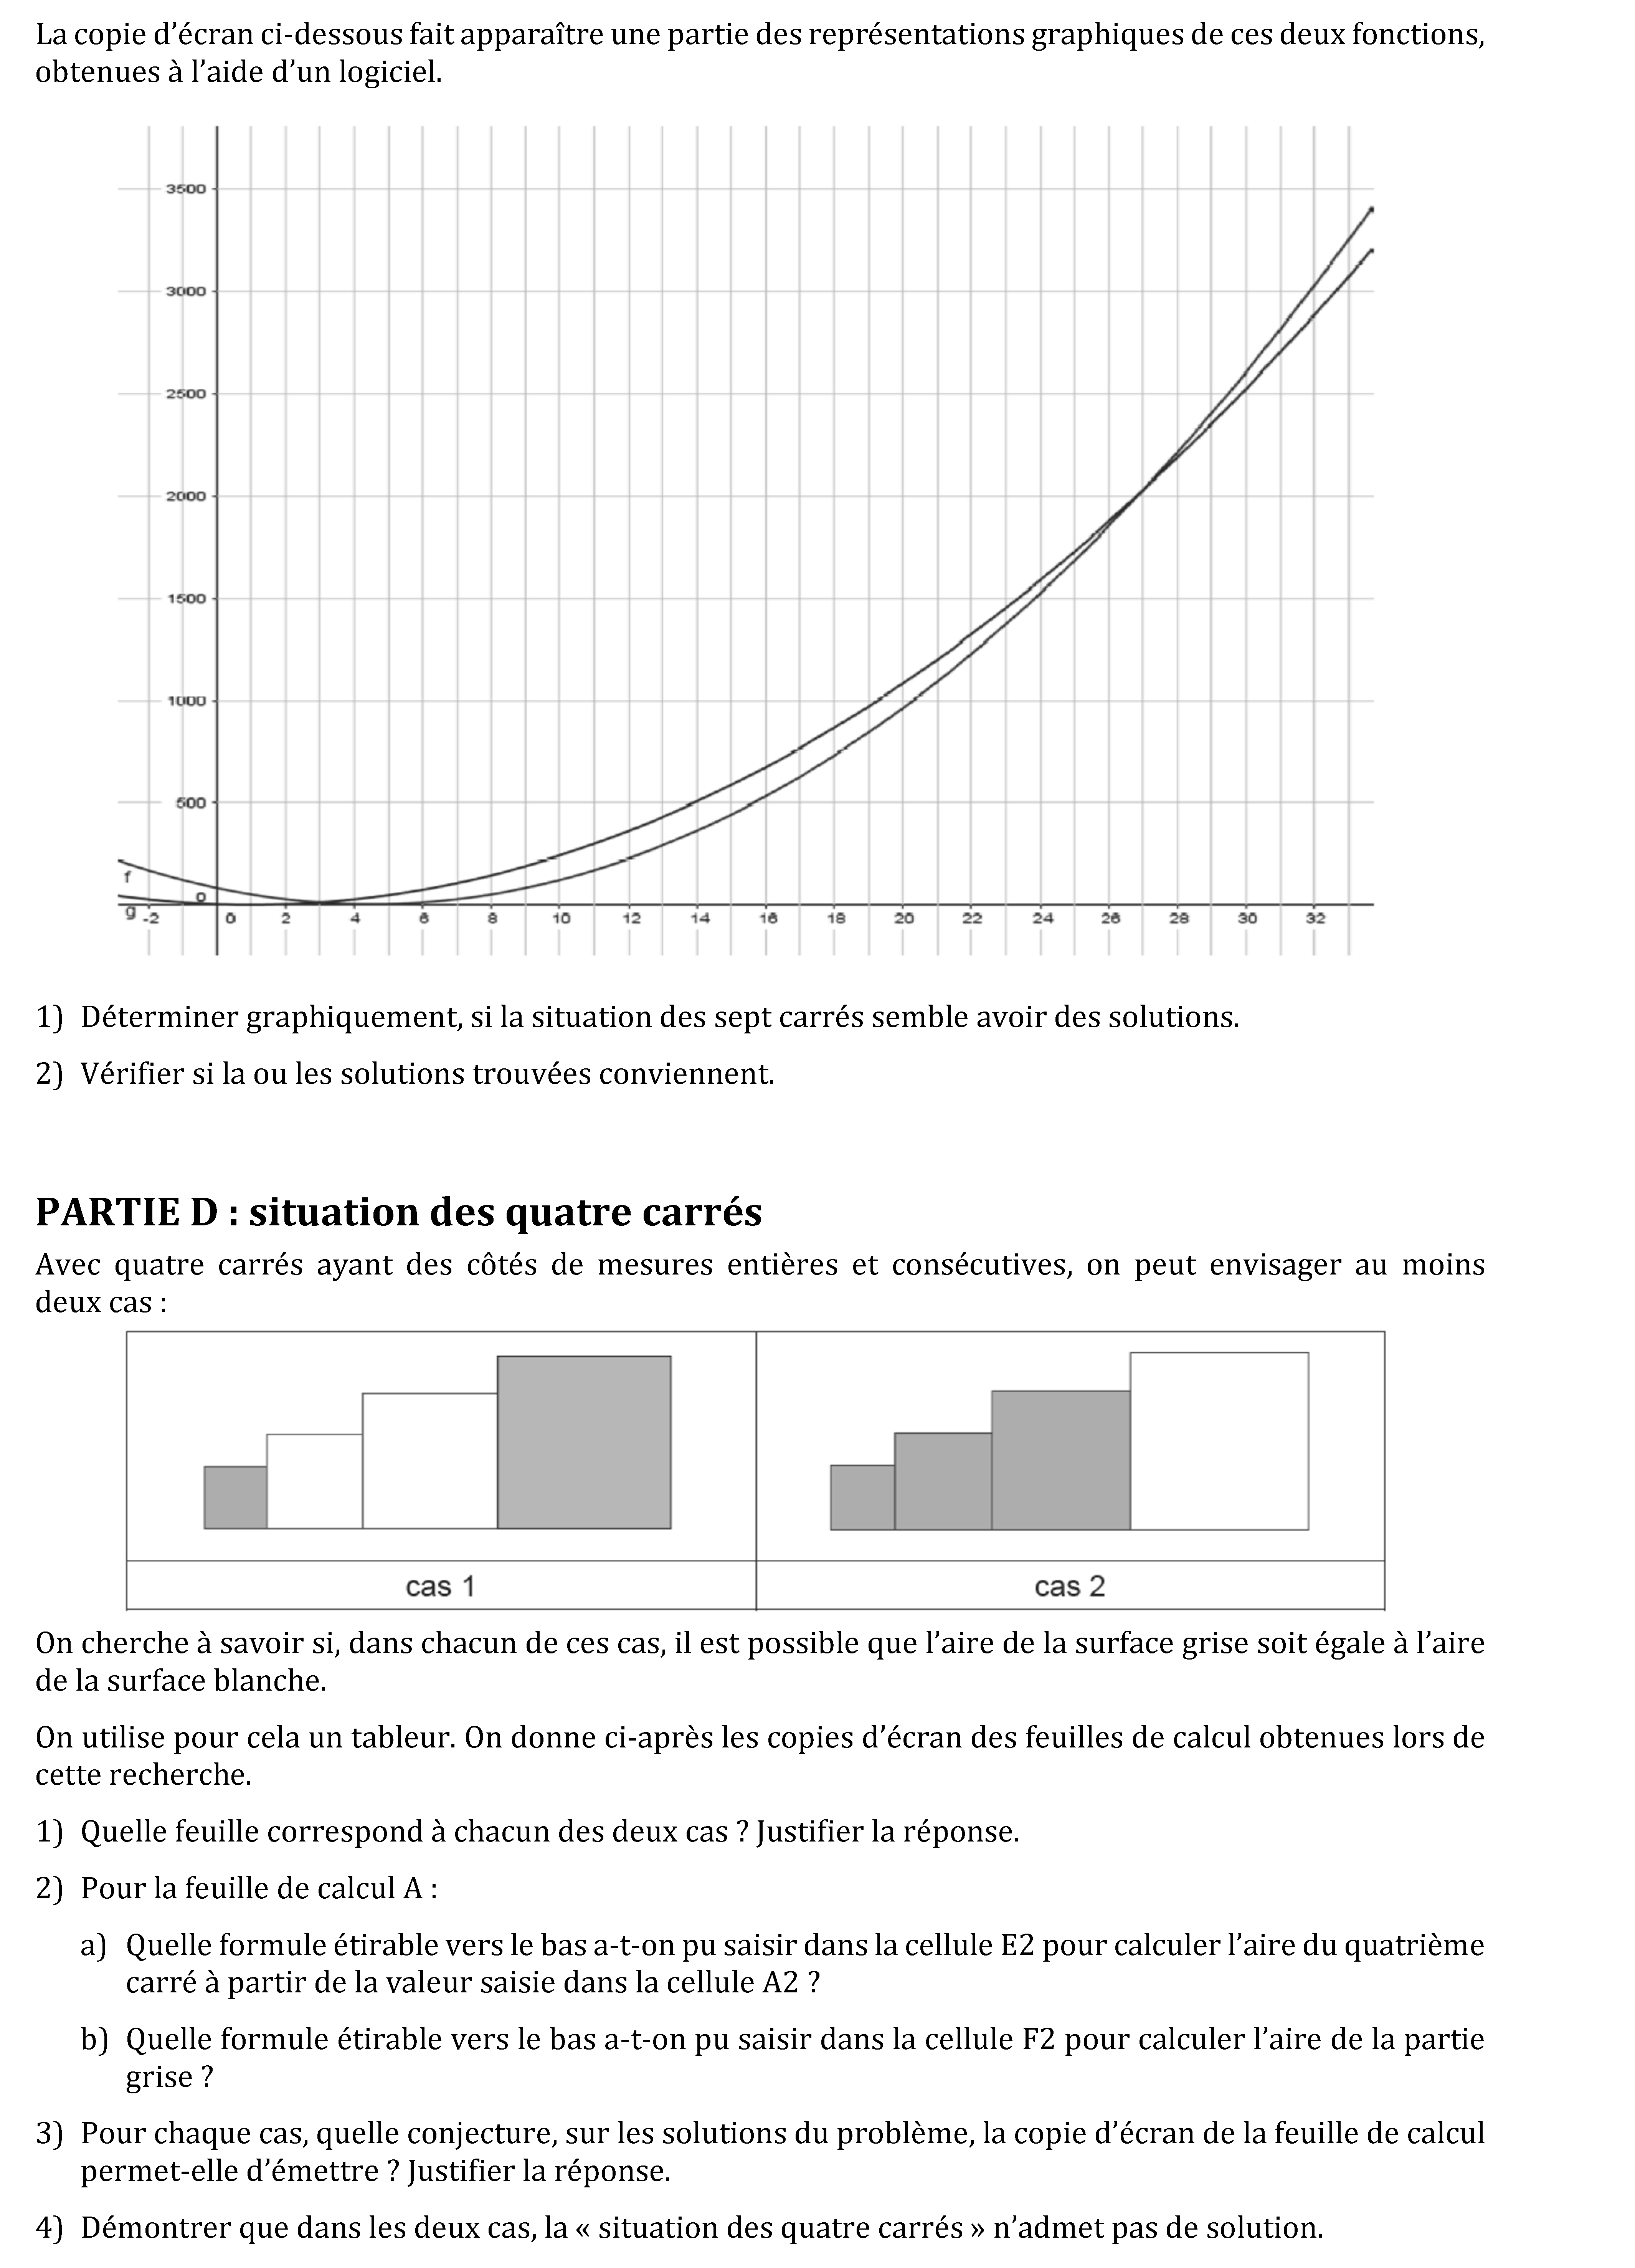 La copie d’écran ci-dessous fait apparaître une partie des représentations graphiques de ces deux fonctions,
obtenues à l’aide d’un logiciel.
3500
3000
2500
2000
1500
1000
500
f
0
g
-2 0 2 4 6 8 10 12 14 16 18 20 22 24 26 28 30 32
1) Déterminer graphiquement, si la situation des sept carrés semble avoir des solutions.
2) Vérifier si la ou les solutions trouvées conviennent.
PARTIE D : situation des quatre carrés
Avec quatre carrés ayant des côtés de mesures entières et consécutives, on peut envisager au moins
deux cas :
cas 1 cas 2
On cherche à savoir si, dans chacun de ces cas, il est possible que l’aire de la surface grise soit égale à l’aire
de la surface blanche.
On utilise pour cela un tableur. On donne ci-après les copies d’écran des feuilles de calcul obtenues lors de
cette recherche.
1) Quelle feuille correspond à chacun des deux cas ? Justifier la réponse.
2) Pour la feuille de calcul A :
a) Quelle formule étirable vers le bas a-t-on pu saisir dans la cellule E2 pour calculer l’aire du quatrième
carré à partir de la valeur saisie dans la cellule A2 ?
b) Quelle formule étirable vers le bas a-t-on pu saisir dans la cellule F2 pour calculer l’aire de la partie
grise ?
3) Pour chaque cas, quelle conjecture, sur les solutions du problème, la copie d’écran de la feuille de calcul
permet-elle d’émettre ? Justifier la réponse.
4) Démontrer que dans les deux cas, la « situation des quatre carrés » n’admet pas de solution.